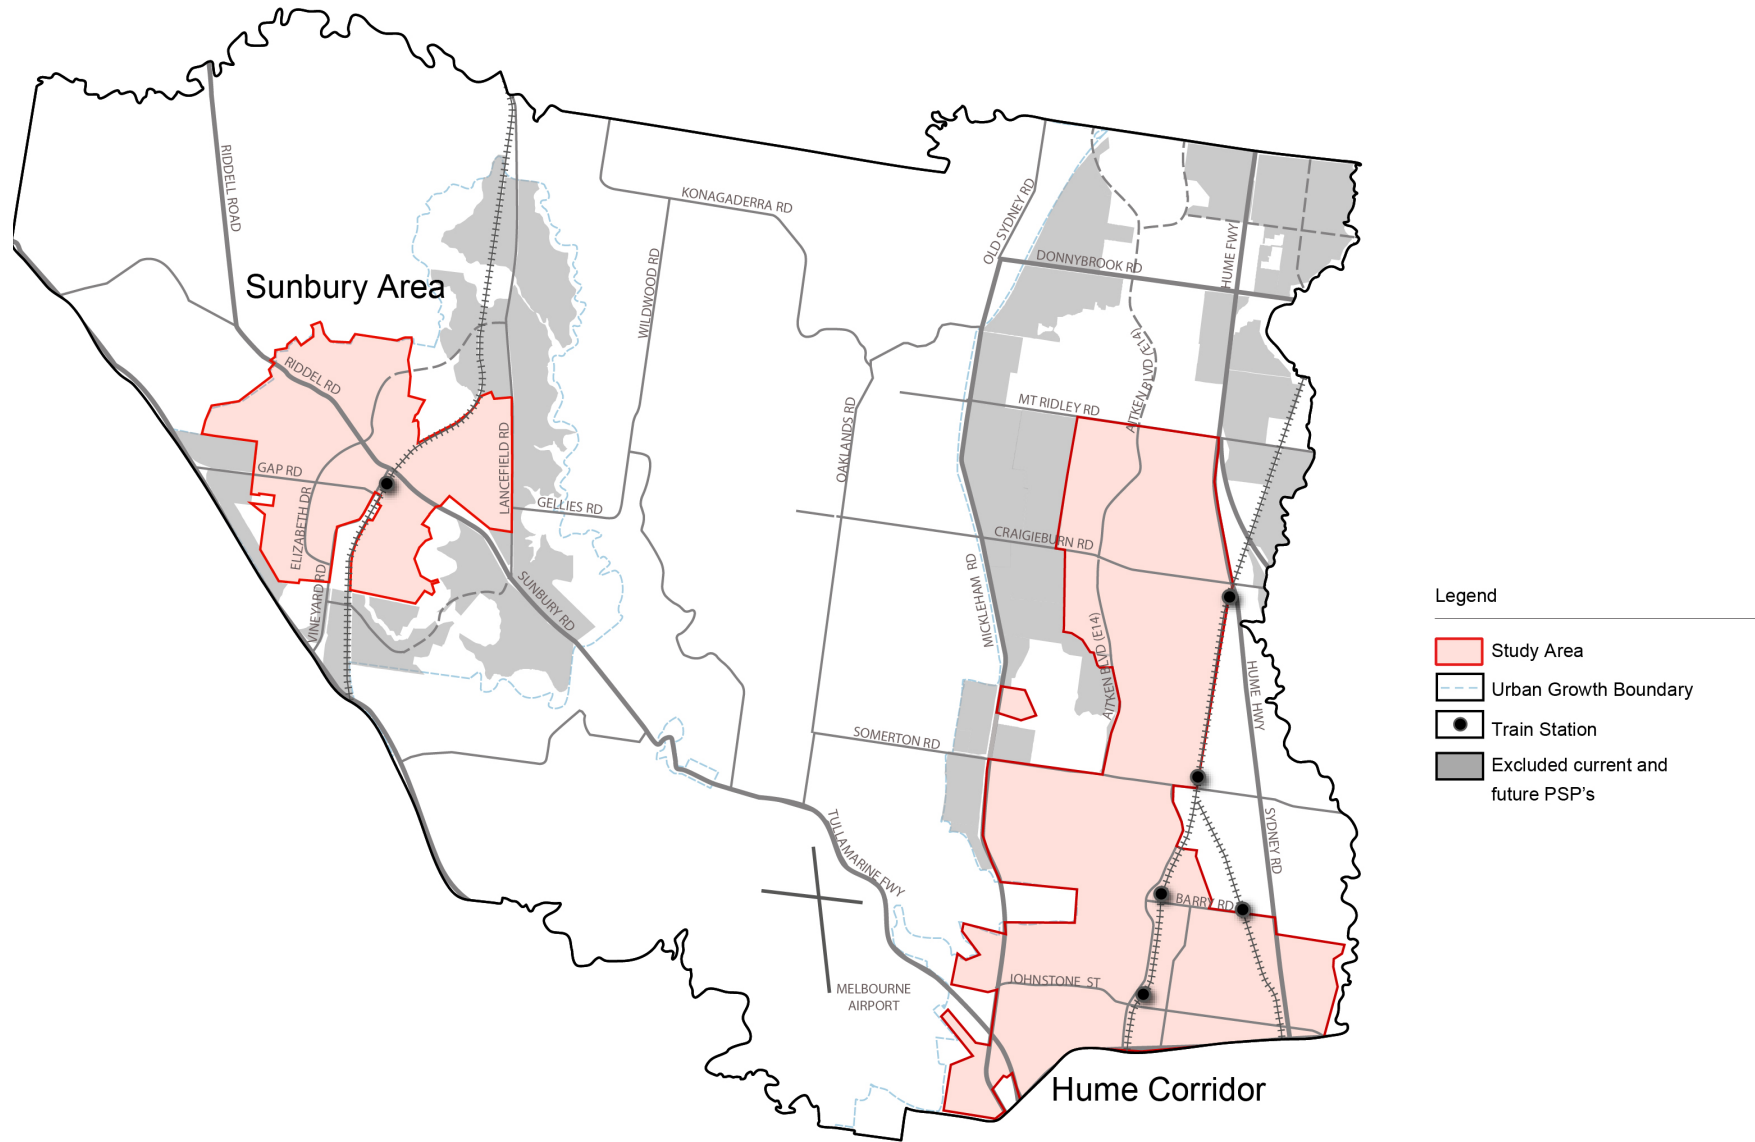 RIDDELL ROAD
Sunbury Area
RIDDEL RD
GAP RD
ELIZABETH DR
VINEYARD RD
LANCEFIELD RD
GELLIES RD
SUNBURY RD
KONAGADERRA RD
WILDWOOD RD
OAKLANDS RD
OLD SYDNEY RD
DONNYBROOK RD
HUME FWY
AITKEN BLVD (E14)
MT RIDLEY RD
CRAIGIEBURN RD
MICKLEHAM RD
AITKEN BLVD (E14)
HUME HWY
SOMERTON RD
SYDNEY RD
TULLAMARINE FWY
BARRY RD
JOHNSTONE ST
MELBOURNE
AIRPORT
Hume Corridor
Legend
Study Area
Urban Growth Boundary
Train Station
Excluded current and
future PSP's